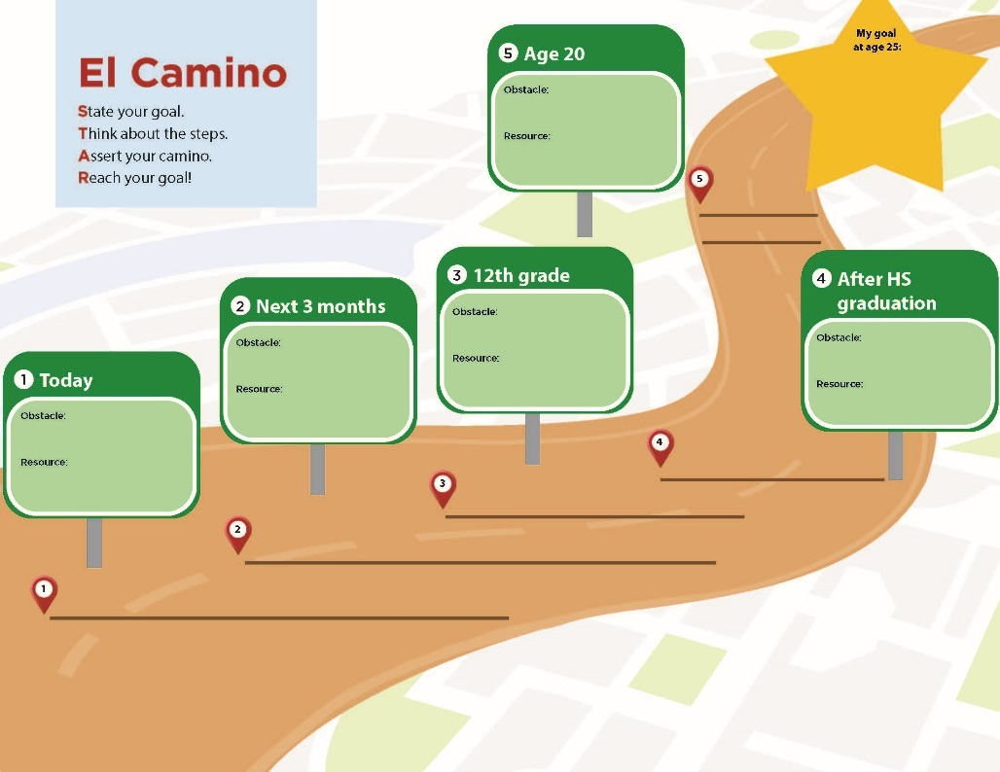 El Camino
State your goal.
Think about the steps.
Assert your camino.
Reach your goal!
My goal
at age 25:
5 Age 20
Obstacle:
Resource:
5
4 After HS
graduation
Obstacle:
Resource:
3 12th grade
Obstacle:
Resource:
2 Next 3 months
Obstacle:
Resource:
1 Today
Obstacle:
Resource:
4
3
2
1